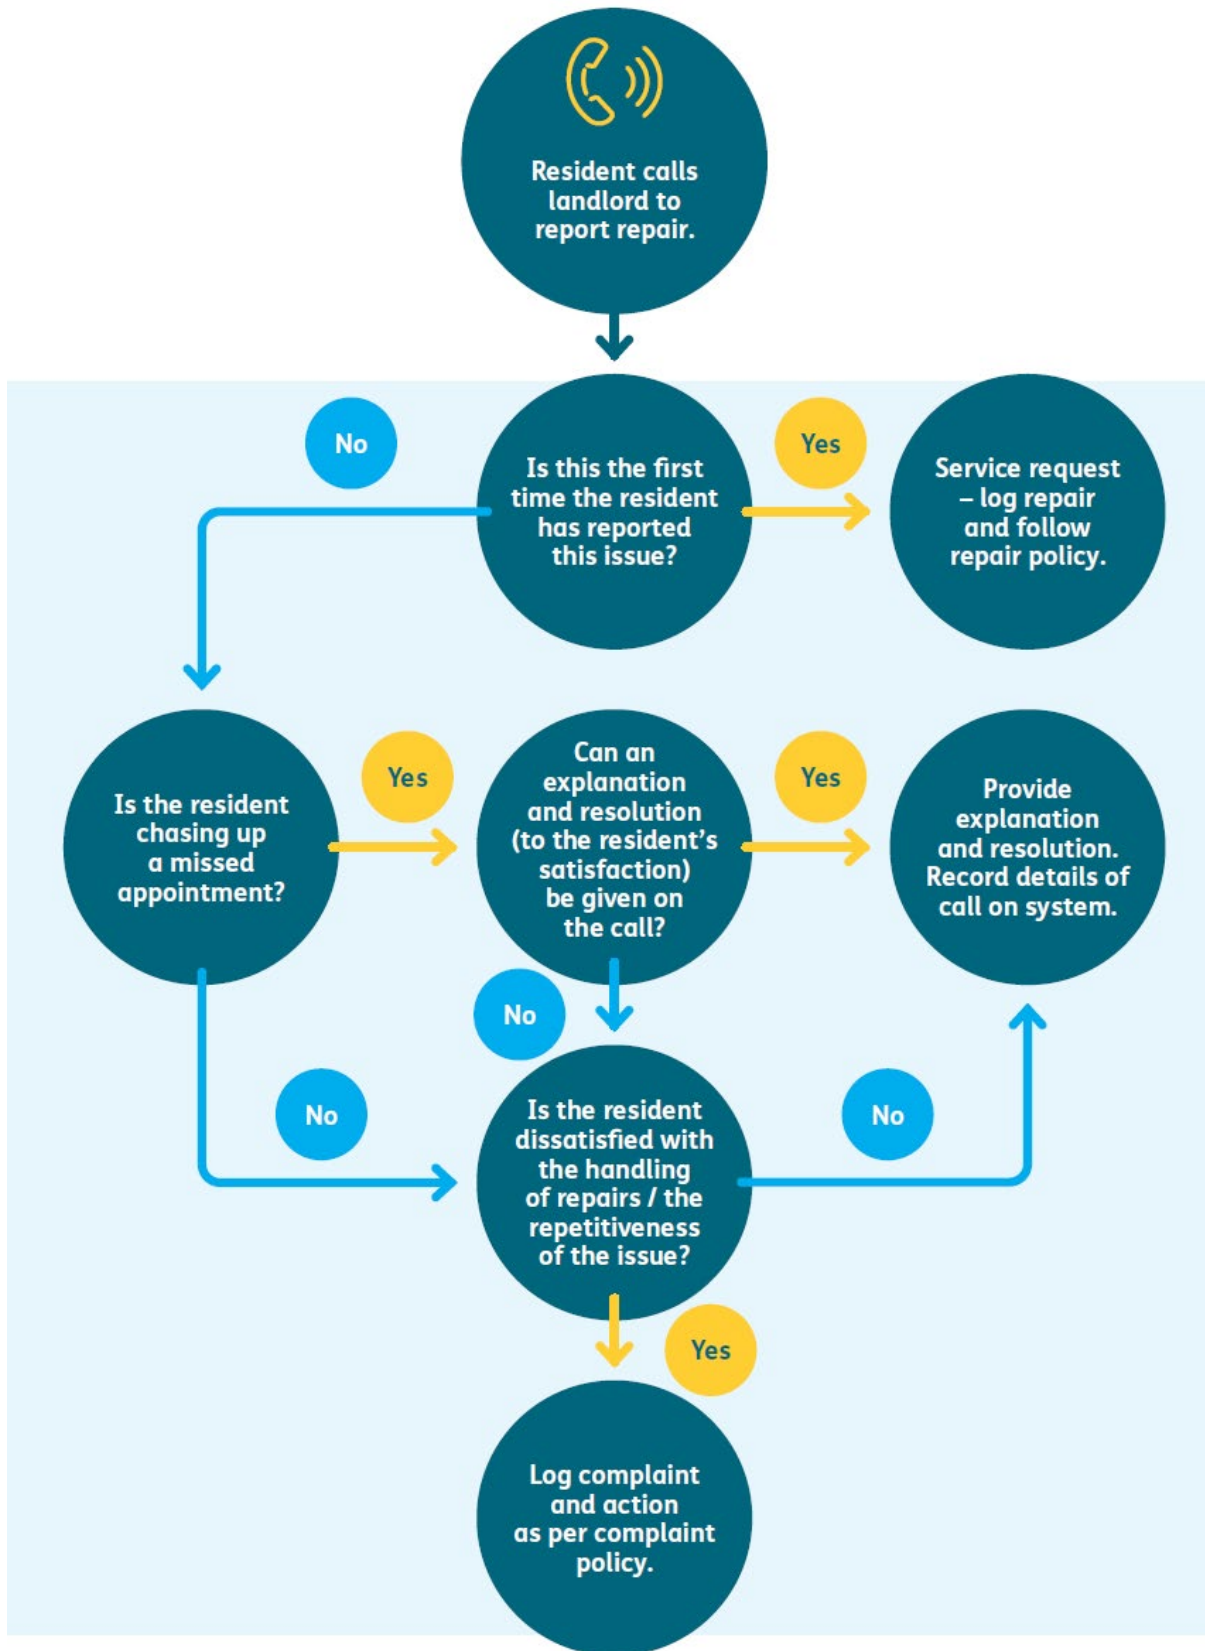 Resident calls
landlord to
report repair.
No
Is this the first
time the resident
has reported
this issue?
Yes
Service request
– log repair
and follow
repair policy.
Is the resident
chasing up
a missed
appointment?
Yes
Can an
explanation
and resolution
(to the resident’s
satisfaction)
be given on
the call?
Yes
Provide
explanation
and resolution.
Record details of
call on system.
No
No
Is the resident
dissatisfied with
the handling
of repairs / the
repetitiveness
of the issue?
No
Yes
Log complaint
and action
as per complaint
policy.